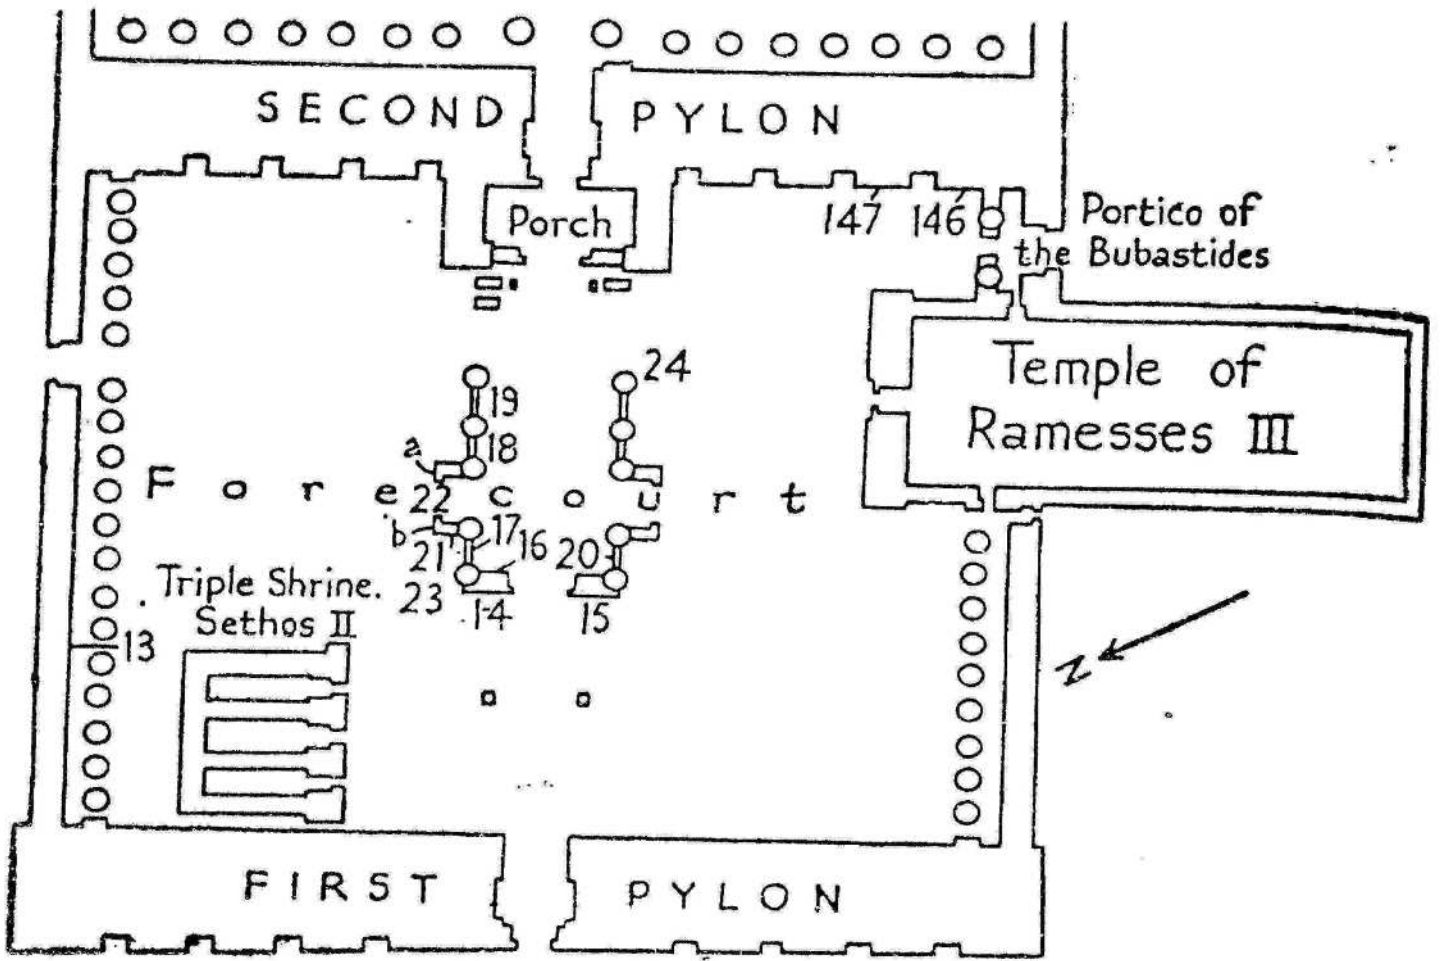 SECOND PYLON
Porch
147 146
Portico of
the Bubastides
24
19
18
a
Temple of
Ramesses III
Forecourt
22
b
17
21
16
20
23
14
15
Triple Shrine.
Sethos II
13
N
FIRST PYLON